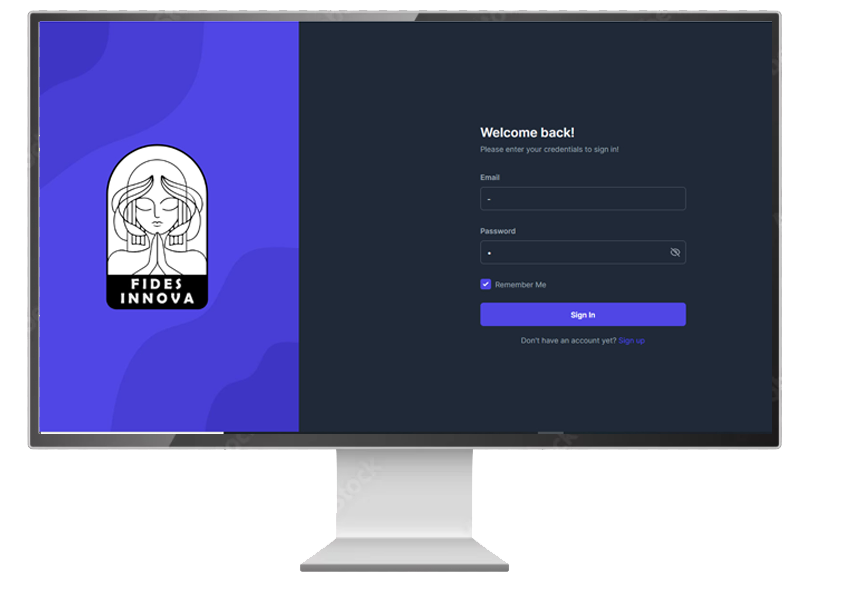 FIDES
INNOVA
Welcome back!
Please enter your credentials to sign in!
Email
-
Password
•
Remember Me
Sign In
Don't have an account yet? Sign up
stock